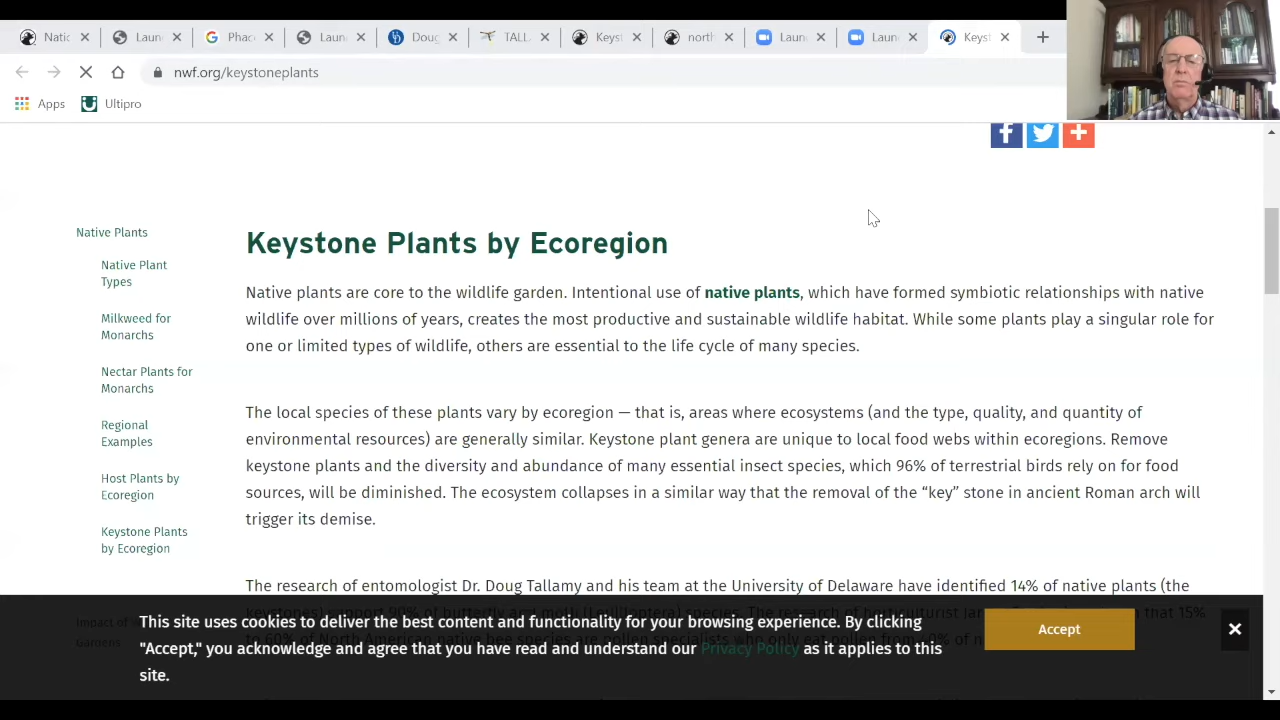 Natic
Laun
Phac
Laun
Doug
TALL
Keyst
north
Laun
Laun
Keyst
nwf.org/keystoneplants
Apps
Ultipro
Native Plants
Native Plant
Types
Milkweed for
Monarchs
Nectar Plants for
Monarchs
Regional
Examples
Host Plants by
Ecoregion
Keystone Plants
by Ecoregion
Keystone Plants by Ecoregion
Native plants are core to the wildlife garden. Intentional use of native plants, which have formed symbiotic relationships with native
wildlife over millions of years, creates the most productive and sustainable wildlife habitat. While some plants play a singular role for
one or limited types of wildlife, others are essential to the life cycle of many species.
The local species of these plants vary by ecoregion — that is, areas where ecosystems (and the type, quality, and quantity of
environmental resources) are generally similar. Keystone plant genera are unique to local food webs within ecoregions. Remove
keystone plants and the diversity and abundance of many essential insect species, which 96% of terrestrial birds rely on for food
sources, will be diminished. The ecosystem collapses in a similar way that the removal of the “key” stone in ancient Roman arch will
trigger its demise.
The research of entomologist Dr. Doug Tallamy and his team at the University of Delaware have identified 14% of native plants (the
This site uses cookies to deliver the best content and functionality for your browsing experience. By clicking
"Accept," you acknowledge and agree that you have read and understand our Privacy Policy as it applies to this
site.
Accept